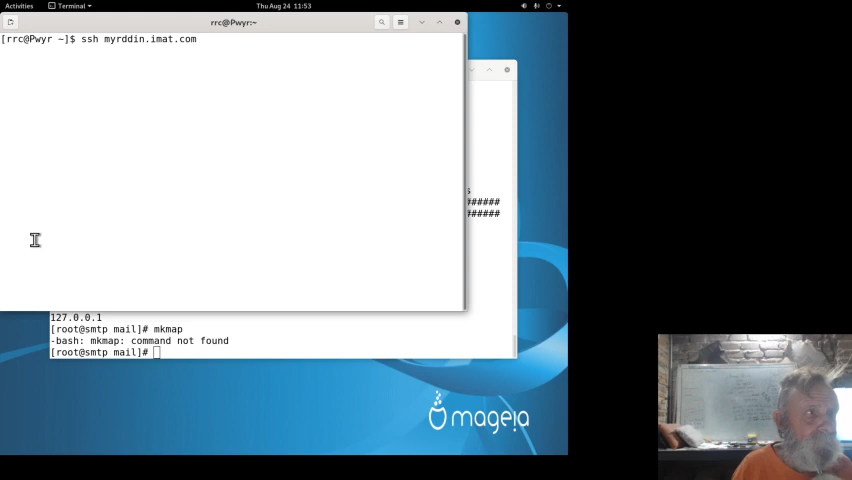 Activities Terminal Thu Aug 24 11:53
rrc@Pwyr:~
[rrc@Pwyr ~]$ ssh myrddin.imat.com
s
######
######
127.0.0.1
[root@smtp mail]# mkmap
-bash: mkmap: command not found
[root@smtp mail]#
mageia